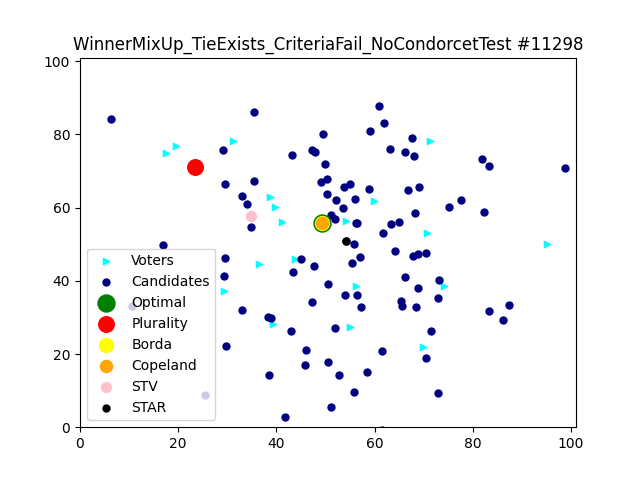 WinnerMixUp_TieExists_CriteriaFail_NoCondorcetTest #11298
100
80
60
40
20
0
0 20 40 60 80 100
Voters
Candidates
Optimal
Plurality
Borda
Copeland
STV
STAR